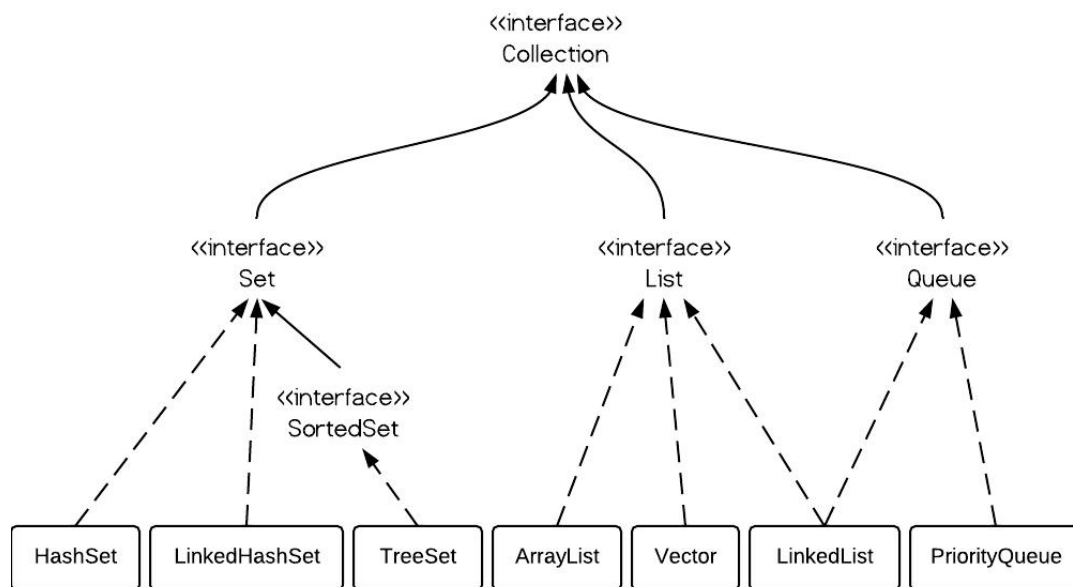 <<interface>>
Collection
<<interface>>
Set
<<interface>>
List
<<interface>>
Queue
<<interface>>
SortedSet
HashSet
LinkedHashSet
TreeSet
ArrayList
Vector
LinkedList
PriorityQueue